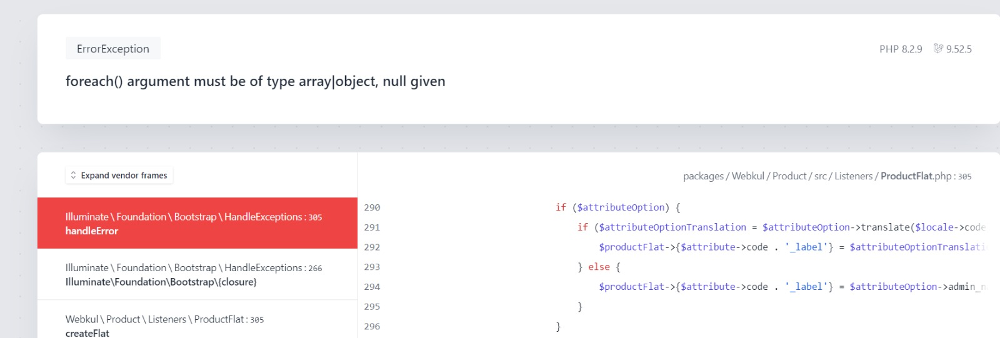 ErrorException
PHP 8.2.9 9.52.5
foreach() argument must be of type array|object, null given
Expand vendor frames
packages / Webkul / Product / src / Listeners / ProductFlat.php : 305
Illuminate \ Foundation \ Bootstrap \ HandleExceptions : 305
handleError
Illuminate \ Foundation \ Bootstrap \ HandleExceptions : 266
Illuminate\Foundation\Bootstrap\{closure}
Webkul \ Product \ Listeners \ ProductFlat : 305
createFlat
290 if ($attributeOption) {
291 if ($attributeOptionTranslation = $attributeOption->translate($locale->code
292 $productFlat->{$attribute->code . '_label'} = $attributeOptionTranslati
293 } else {
294 $productFlat->{$attribute->code . '_label'} = $attributeOption->admin_n
295 }
296 }